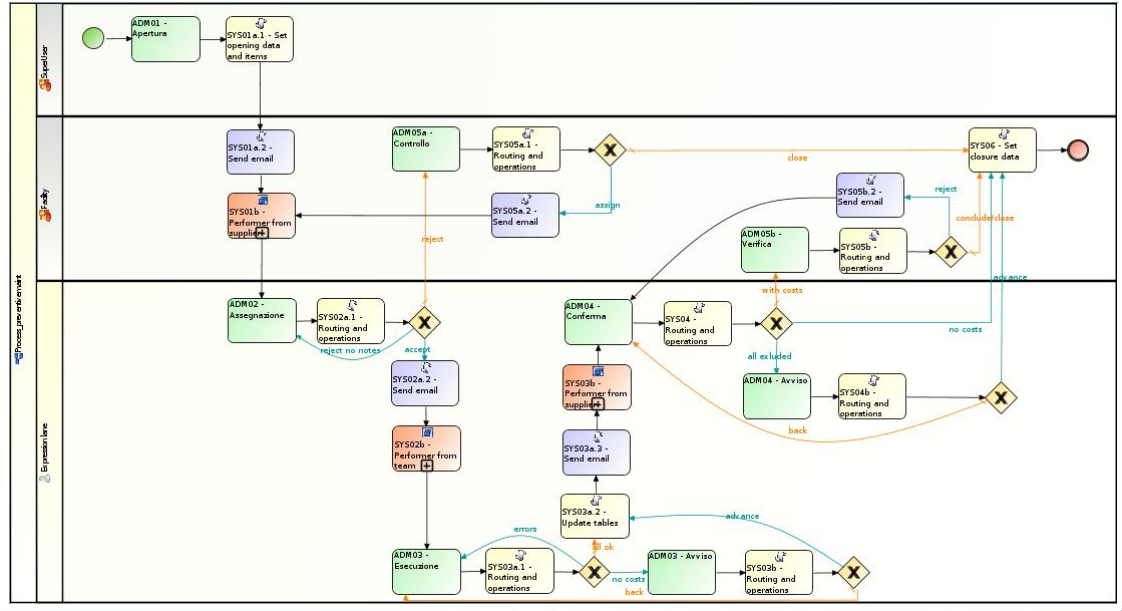 Process_preventivemaint
SuperUser
ADM01 -
Apertura
SYS01a.1 - Set
opening data
and items
Facility
SYS01a.2 -
Send email
SYS01b -
Performer from
supplier
ADM05a -
Controllo
SYS05a.1 -
Routing and
operations
close
assign
SYS05a.2 -
Send email
reject
SYS06 - Set
closure data
SYS05b.2 -
Send email
reject
conclude/close
ADM05b -
Verifica
SYS05b -
Routing and
operations
advance
with costs
Expression lane
ADM02 -
Assegnazione
SYS02a.1 -
Routing and
operations
reject no notes
accept
SYS02a.2 -
Send email
SYS02b -
Performer from
team
ADM04 -
Conferma
SYS04 -
Routing and
operations
no costs
all exluded
ADM04 - Avviso
SYS04b -
Routing and
operations
back
SYS03b -
Performer from
supplier
SYS03a.3 -
Send email
SYS03a.2 -
Update tables
advance
errors
all ok
ADM03 -
Esecuzione
SYS03a.1 -
Routing and
operations
no costs
back
ADM03 - Avviso
SYS03b -
Routing and
operations